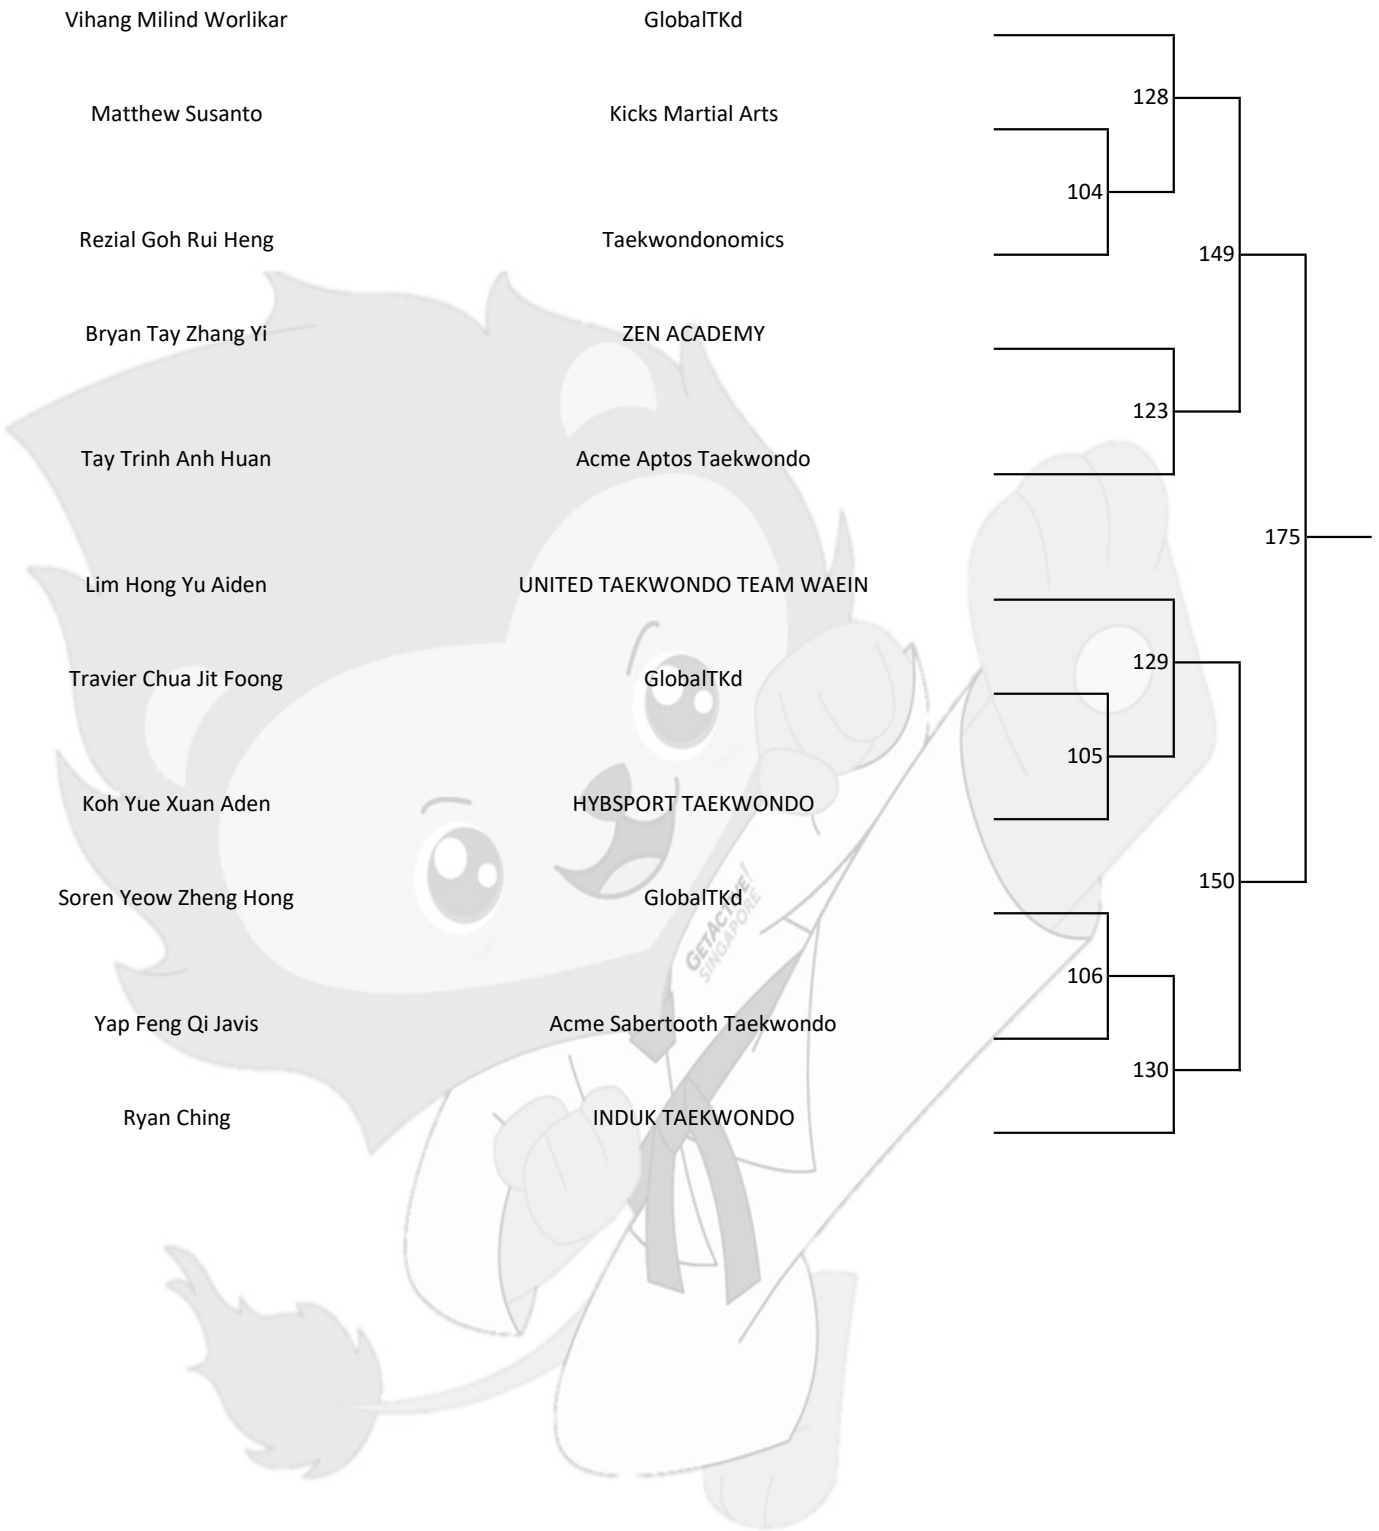 Vihang Milind Worlikar GlobalTKd
128
Matthew Susanto Kicks Martial Arts
104
Rezial Goh Rui Heng Taekwondonomics
149
Bryan Tay Zhang Yi ZEN ACADEMY
123
Tay Trinh Anh Huan Acme Aptos Taekwondo
175
Lim Hong Yu Aiden UNITED TAEKWONDO TEAM WAEIN
129
Travier Chua Jit Foong GlobalTKd
105
Koh Yue Xuan Aden HYBSPORT TAEKWONDO
150
Soren Yeow Zheng Hong GlobalTKd
GETACTIVE!
SINGAPORE
106
Yap Feng Qi Javis Acme Sabertooth Taekwondo
130
Ryan Ching INDUK TAEKWONDO